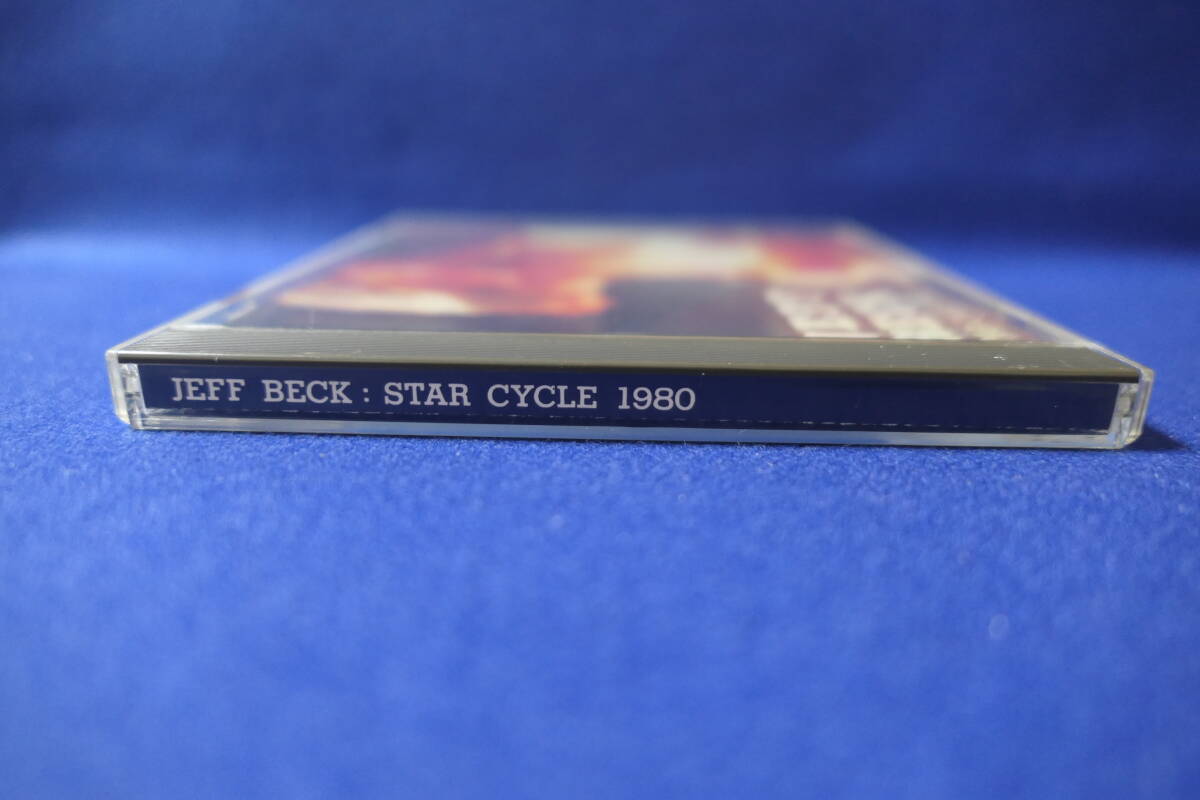 JEFF BECK : STAR CYCLE 1980